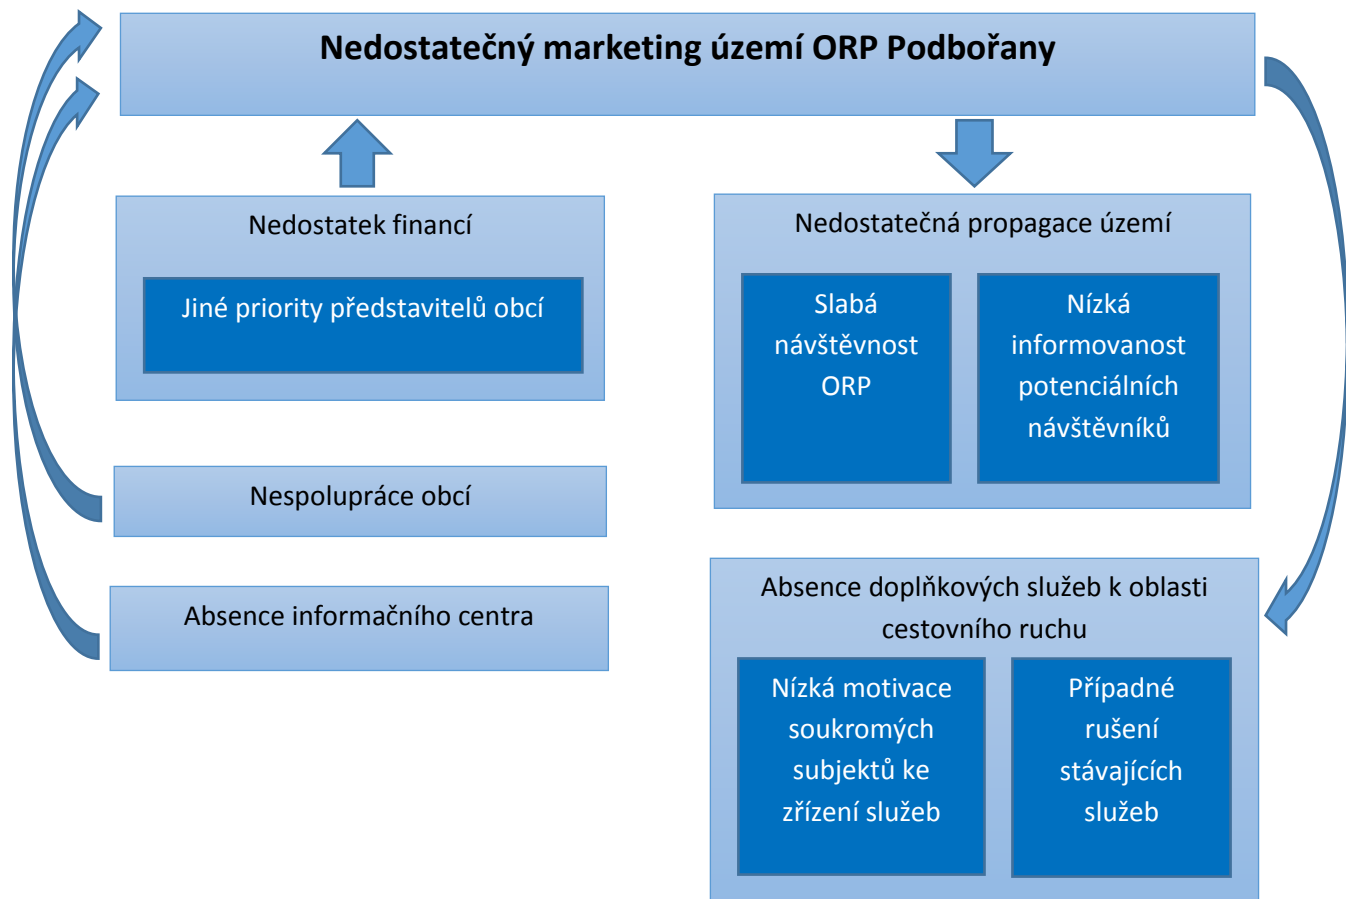 Nedostatečný marketing území ORP Podbořany
Nedostatek financí
Jiné priority představitelů obcí
Nespolupráce obcí
Absence informačního centra
Nedostatečná propagace území
Slabá
návštěvnost
ORP
Nízká
informovanost
potenciálních
návštěvníků
Absence doplňkových služeb k oblasti
cestovního ruchu
Nízká motivace
soukromých
subjektů ke
zřízení služeb
Případné
rušení
stávajících
služeb